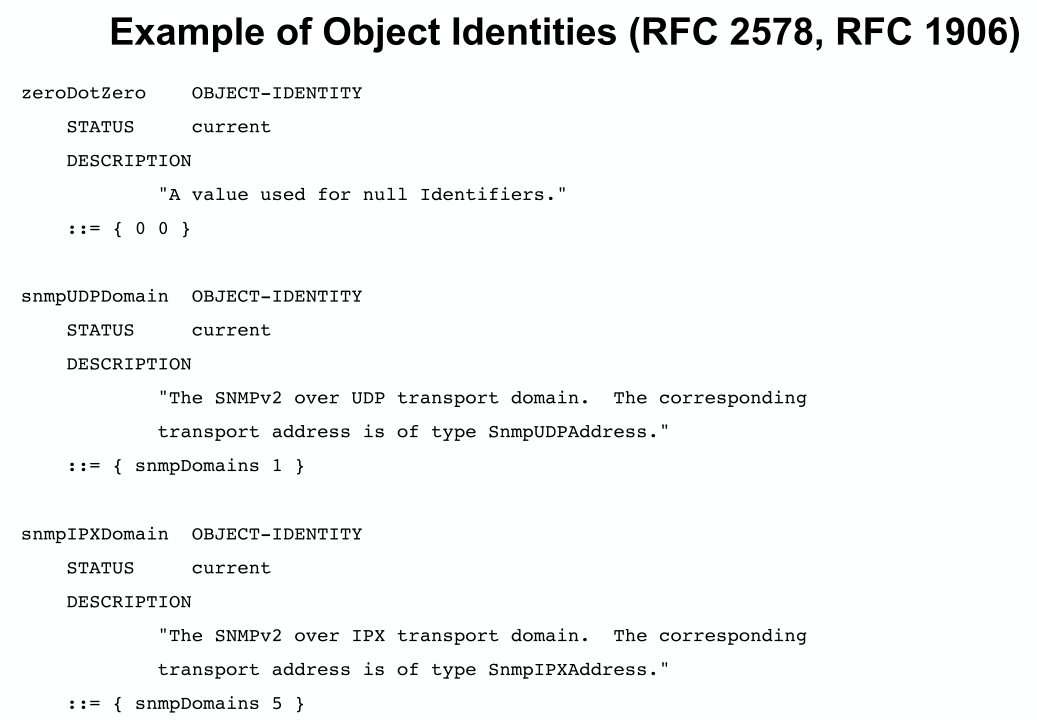 Example of Object Identities (RFC 2578, RFC 1906)
zeroDotZero    OBJECT-IDENTITY
    STATUS     current
    DESCRIPTION
            "A value used for null Identifiers."
    ::= { 0 0 }
snmpUDPDomain  OBJECT-IDENTITY
    STATUS     current
    DESCRIPTION
            "The SNMPv2 over UDP transport domain.  The corresponding
            transport address is of type SnmpUDPAddress."
    ::= { snmpDomains 1 }
snmpIPXDomain  OBJECT-IDENTITY
    STATUS     current
    DESCRIPTION
            "The SNMPv2 over IPX transport domain.  The corresponding
            transport address is of type SnmpIPXAddress."
    ::= { snmpDomains 5 }